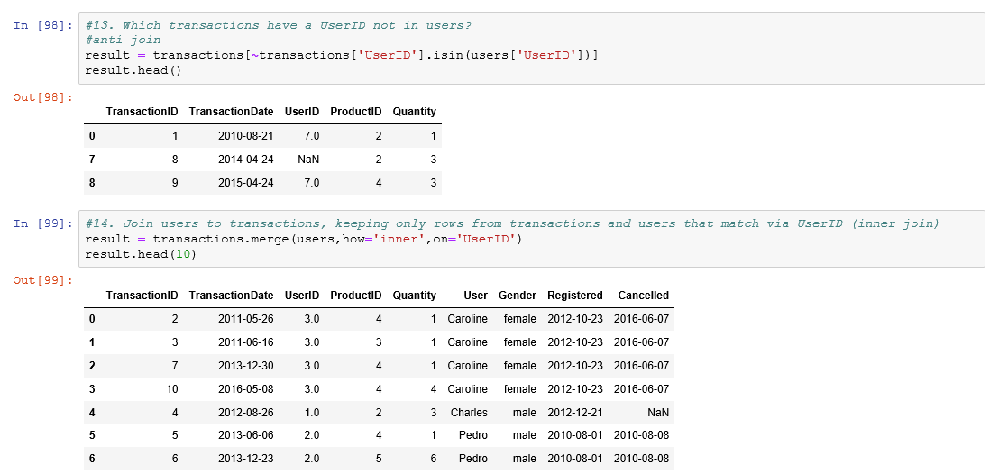 In [98]: #13. Which transactions have a UserID not in users?
#anti join
result = transactions[~transactions['UserID'].isin(users['UserID'])]
result.head()
Out[98]:
TransactionID TransactionDate UserID ProductID Quantity
0 1 2010-08-21 7.0 2 1
7 8 2014-04-24 NaN 2 3
8 9 2015-04-24 7.0 4 3
In [99]: #14. Join users to transactions, keeping only rows from transactions and users that match via UserID (inner join)
result = transactions.merge(users,how='inner',on='UserID')
result.head(10)
Out[99]:
TransactionID TransactionDate UserID ProductID Quantity User Gender Registered Cancelled
0 2 2011-05-26 3.0 4 1 Caroline female 2012-10-23 2016-06-07
1 3 2011-06-16 3.0 3 1 Caroline female 2012-10-23 2016-06-07
2 7 2013-12-30 3.0 4 1 Caroline female 2012-10-23 2016-06-07
3 10 2016-05-08 3.0 4 4 Caroline female 2012-10-23 2016-06-07
4 4 2012-08-26 1.0 2 3 Charles male 2012-12-21 NaN
5 5 2013-06-06 2.0 4 1 Pedro male 2010-08-01 2010-08-08
6 6 2013-12-23 2.0 5 6 Pedro male 2010-08-01 2010-08-08